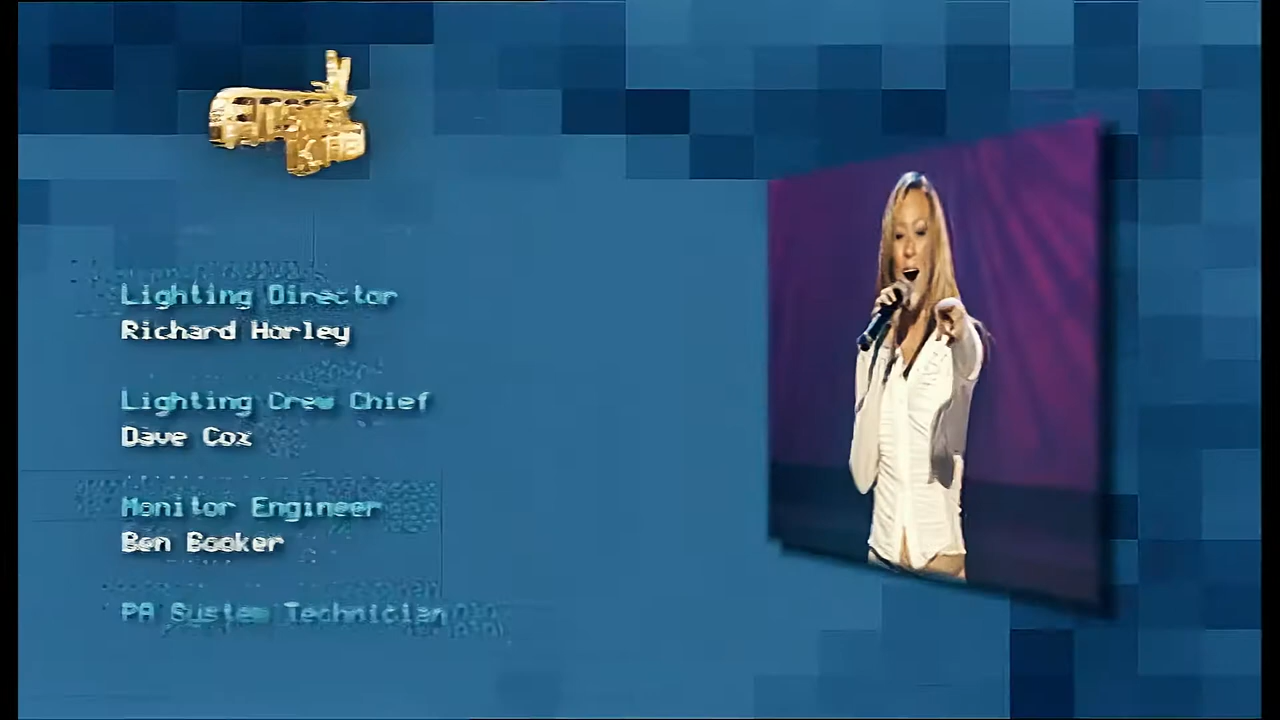 Lighting Director
Richard Horley
Lighting Crew Chief
Dave Cox
Monitor Engineer
Ben Booker
PA System Technician